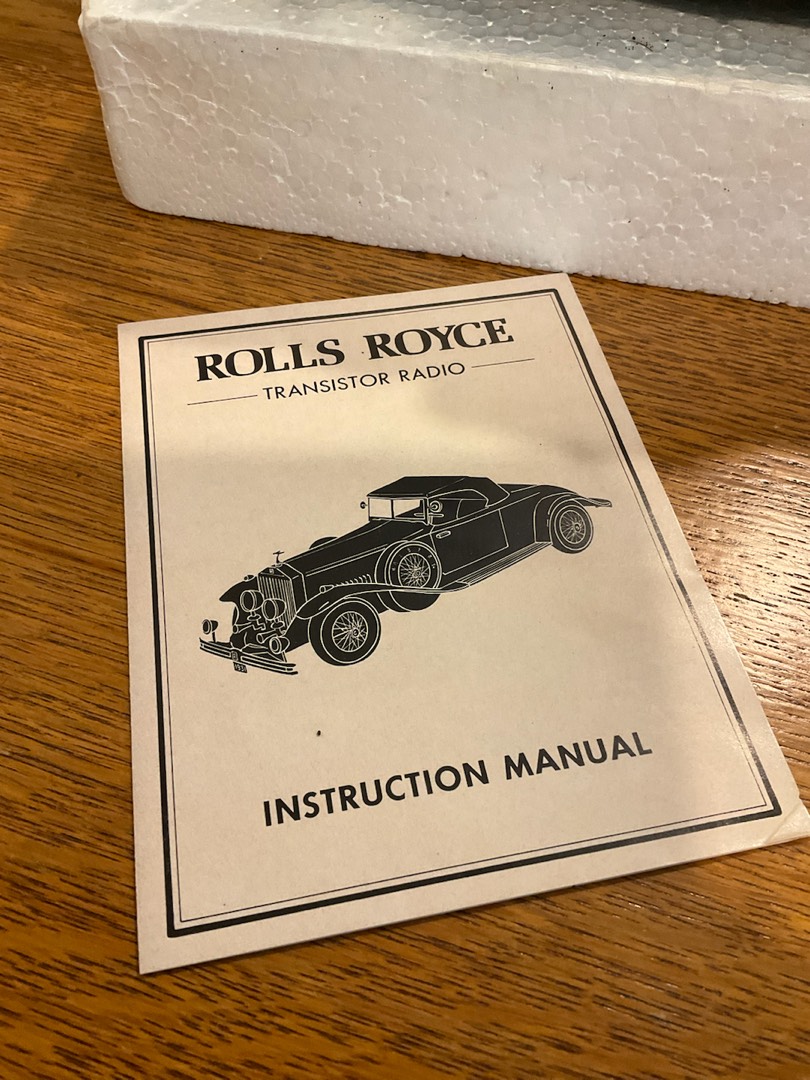 ROLLS ROYCE
TRANSISTOR RADIO
INSTRUCTION MANUAL